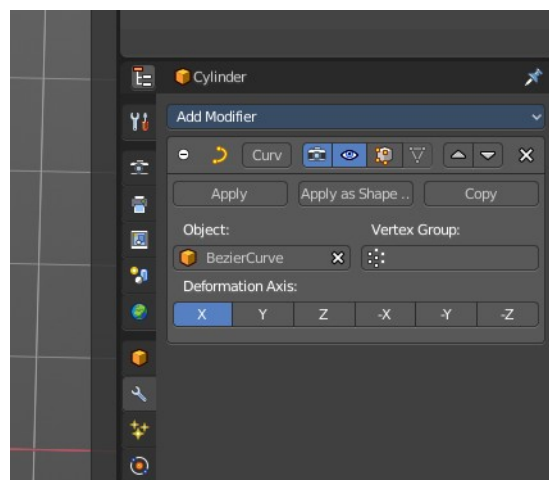 Cylinder
Add Modifier
Curv
Apply Apply as Shape .. Copy
Object: Vertex Group:
BezierCurve
Deformation Axis:
X Y Z -X -Y -Z